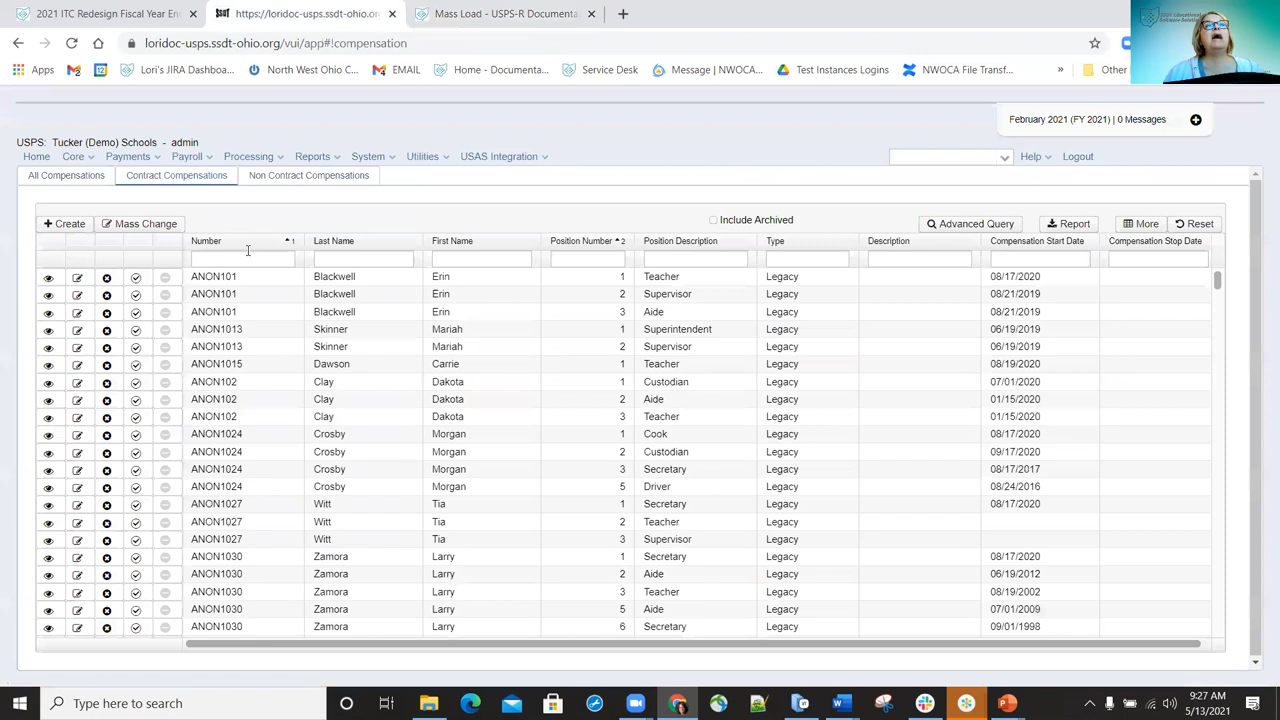 2021 ITC Redesign Fiscal Year En
https://loridoc-usps.ssdt-ohio.org
Mass Load - USPS-R Documenta
loridoc-usps.ssdt-ohio.org/vui/app#!compensation
Apps Lori's JIRA Dashboa... North West Ohio C... EMAIL Home - Documenta... Service Desk Message | NWOCA... Test Instances Logins NWOCA File Transf... » Other
February 2021 (FY 2021) | 0 Messages
USPS: Tucker (Demo) Schools - admin
Home Core Payments Payroll Processing Reports System Utilities USAS Integration Help Logout
All Compensations Contract Compensations Non Contract Compensations
Create Mass Change Include Archived Advanced Query Report More Reset
Number 1 Last Name First Name Position Number 2 Position Description Type Description Compensation Start Date Compensation Stop Date
ANON101 Blackwell Erin 1 Teacher Legacy 08/17/2020
ANON101 Blackwell Erin 2 Supervisor Legacy 08/21/2019
ANON101 Blackwell Erin 3 Aide Legacy 08/21/2019
ANON1013 Skinner Mariah 1 Superintendent Legacy 06/19/2019
ANON1013 Skinner Mariah 2 Supervisor Legacy 06/19/2019
ANON1015 Dawson Carrie 1 Teacher Legacy 08/19/2020
ANON102 Clay Dakota 1 Custodian Legacy 07/01/2020
ANON102 Clay Dakota 2 Aide Legacy 01/15/2020
ANON102 Clay Dakota 3 Teacher Legacy 01/15/2020
ANON1024 Crosby Morgan 1 Cook Legacy 08/17/2020
ANON1024 Crosby Morgan 2 Custodian Legacy 09/17/2020
ANON1024 Crosby Morgan 3 Secretary Legacy 08/17/2017
ANON1024 Crosby Morgan 5 Driver Legacy 08/24/2016
ANON1027 Witt Tia 1 Secretary Legacy 08/17/2020
ANON1027 Witt Tia 2 Teacher Legacy
ANON1027 Witt Tia 3 Supervisor Legacy
ANON1030 Zamora Larry 1 Secretary Legacy 08/17/2020
ANON1030 Zamora Larry 2 Aide Legacy 06/19/2012
ANON1030 Zamora Larry 3 Teacher Legacy 08/19/2002
ANON1030 Zamora Larry 5 Aide Legacy 07/01/2009
ANON1030 Zamora Larry 6 Secretary Legacy 09/01/1998
Type here to search
9:27 AM
5/13/2021